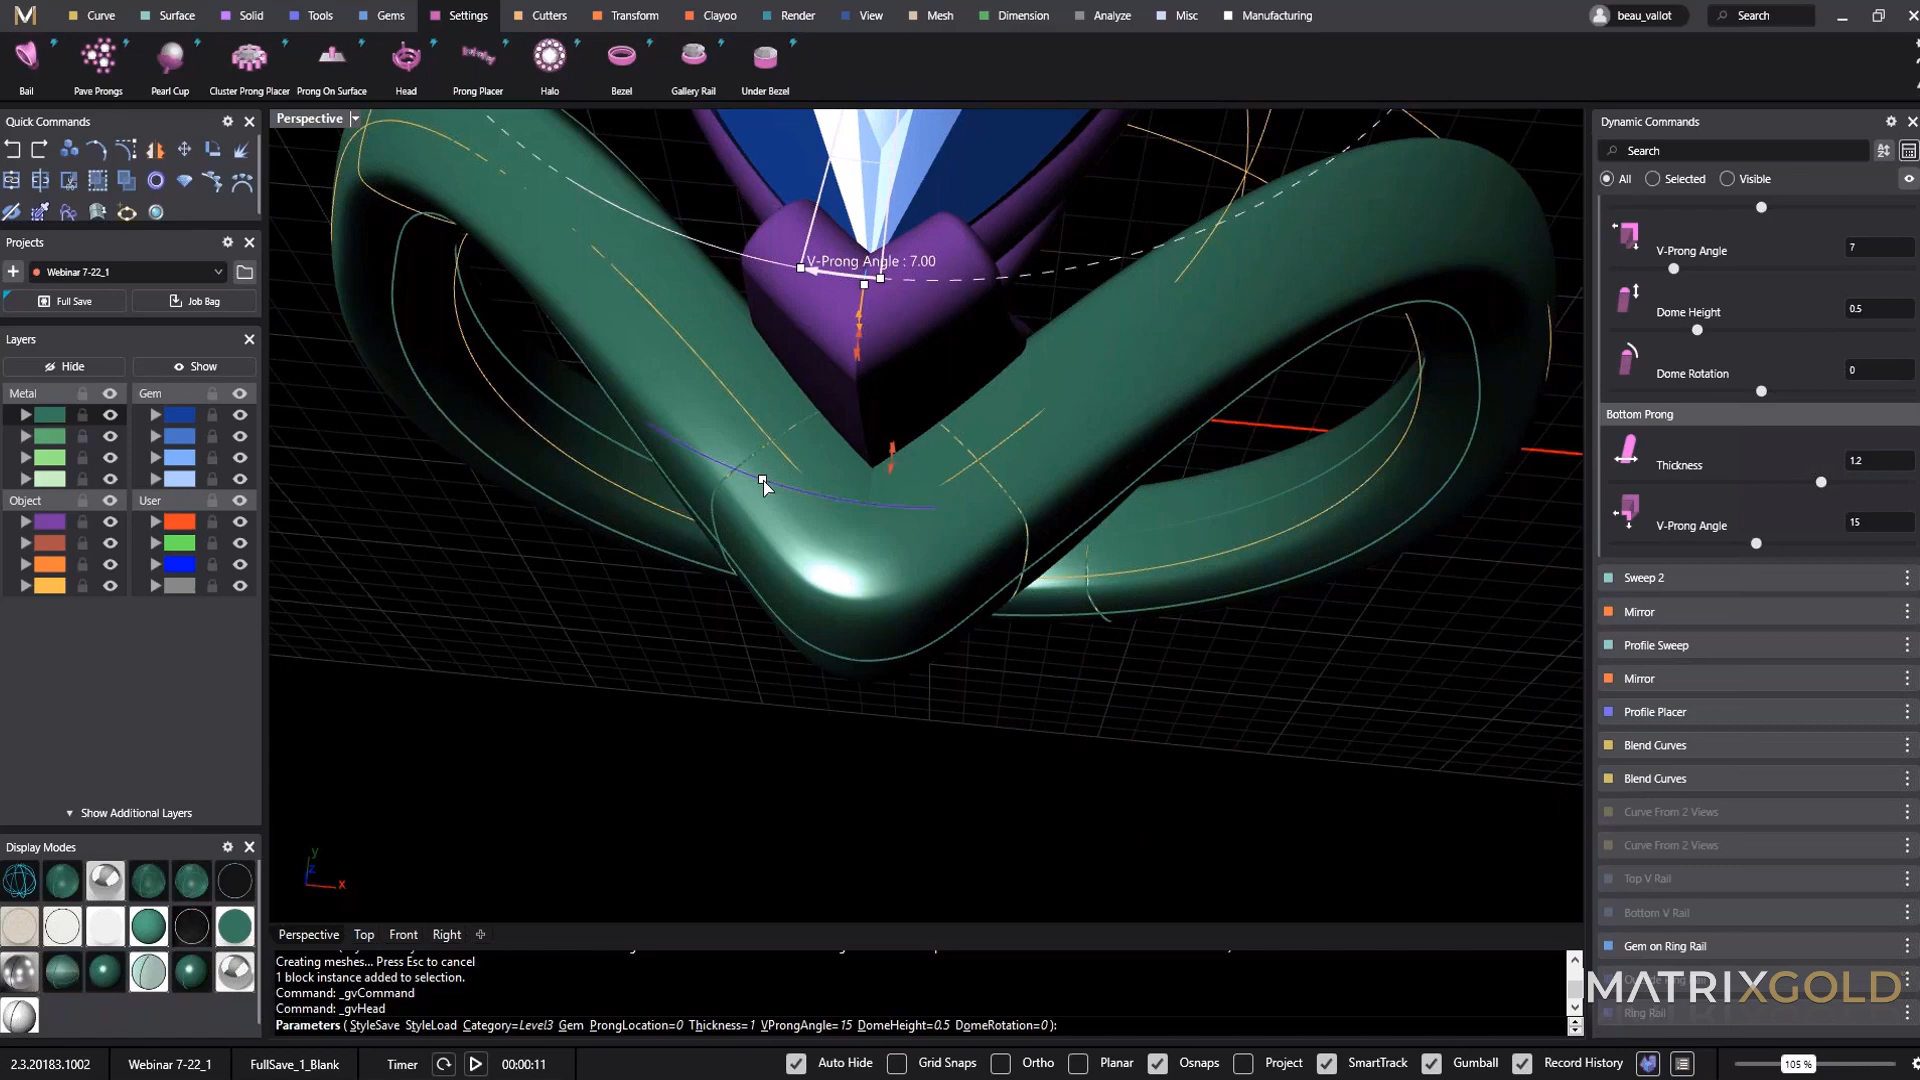 Curve Surface Solid Tools Gems Settings Cutters Transform Clayoo Render View Mesh Dimension Analyze Misc Manufacturing beau_vallot Search
Bail Pave Prongs Pearl Cup Cluster Prong Placer Prong On Surface Head Prong Placer Halo Bezel Gallery Rail Under Bezel
Quick Commands
Projects
Webinar 7-22_1
Full Save Job Bag
Layers
Hide Show
Metal Gem
Object User
Show Additional Layers
Display Modes
Perspective
V-Prong Angle : 7.00
y
z
x
Perspective Top Front Right
Creating meshes... Press Esc to cancel
1 block instance added to selection.
Command: _gvCommand
Command: _gvHead
Parameters ( StyleSave StyleLoad Category=Level3 Gem ProngLocation=0 Thickness=1 VProngAngle=15 DomeHeight=0.5 DomeRotation=0 ):
Dynamic Commands
Search
All Selected Visible
V-Prong Angle 7
Dome Height 0.5
Dome Rotation 0
Bottom Prong
Thickness 1.2
V-Prong Angle 15
Sweep 2
Mirror
Profile Sweep
Mirror
Profile Placer
Blend Curves
Blend Curves
Curve From 2 Views
Curve From 2 Views
Top V Rail
Bottom V Rail
Gem on Ring Rail
MATRIXGOLD
Ring Rail
2.3.20183.1002 Webinar 7-22_1 FullSave_1_Blank Timer 00:00:11 Auto Hide Grid Snaps Ortho Planar Osnaps Project SmartTrack Gumball Record History 105 %